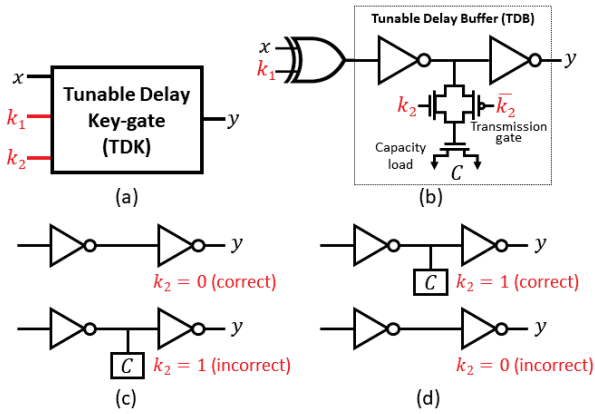 x
k₁
k₂
Tunable Delay
Key-gate
(TDK)
y
(a)
Tunable Delay Buffer (TDB)
x
k₁
y
k₂
k̅₂
Transmission
gate
Capacity
load
C
(b)
y
k₂ = 0 (correct)
y
C
k₂ = 1 (incorrect)
(c)
y
C
k₂ = 1 (correct)
y
k₂ = 0 (incorrect)
(d)